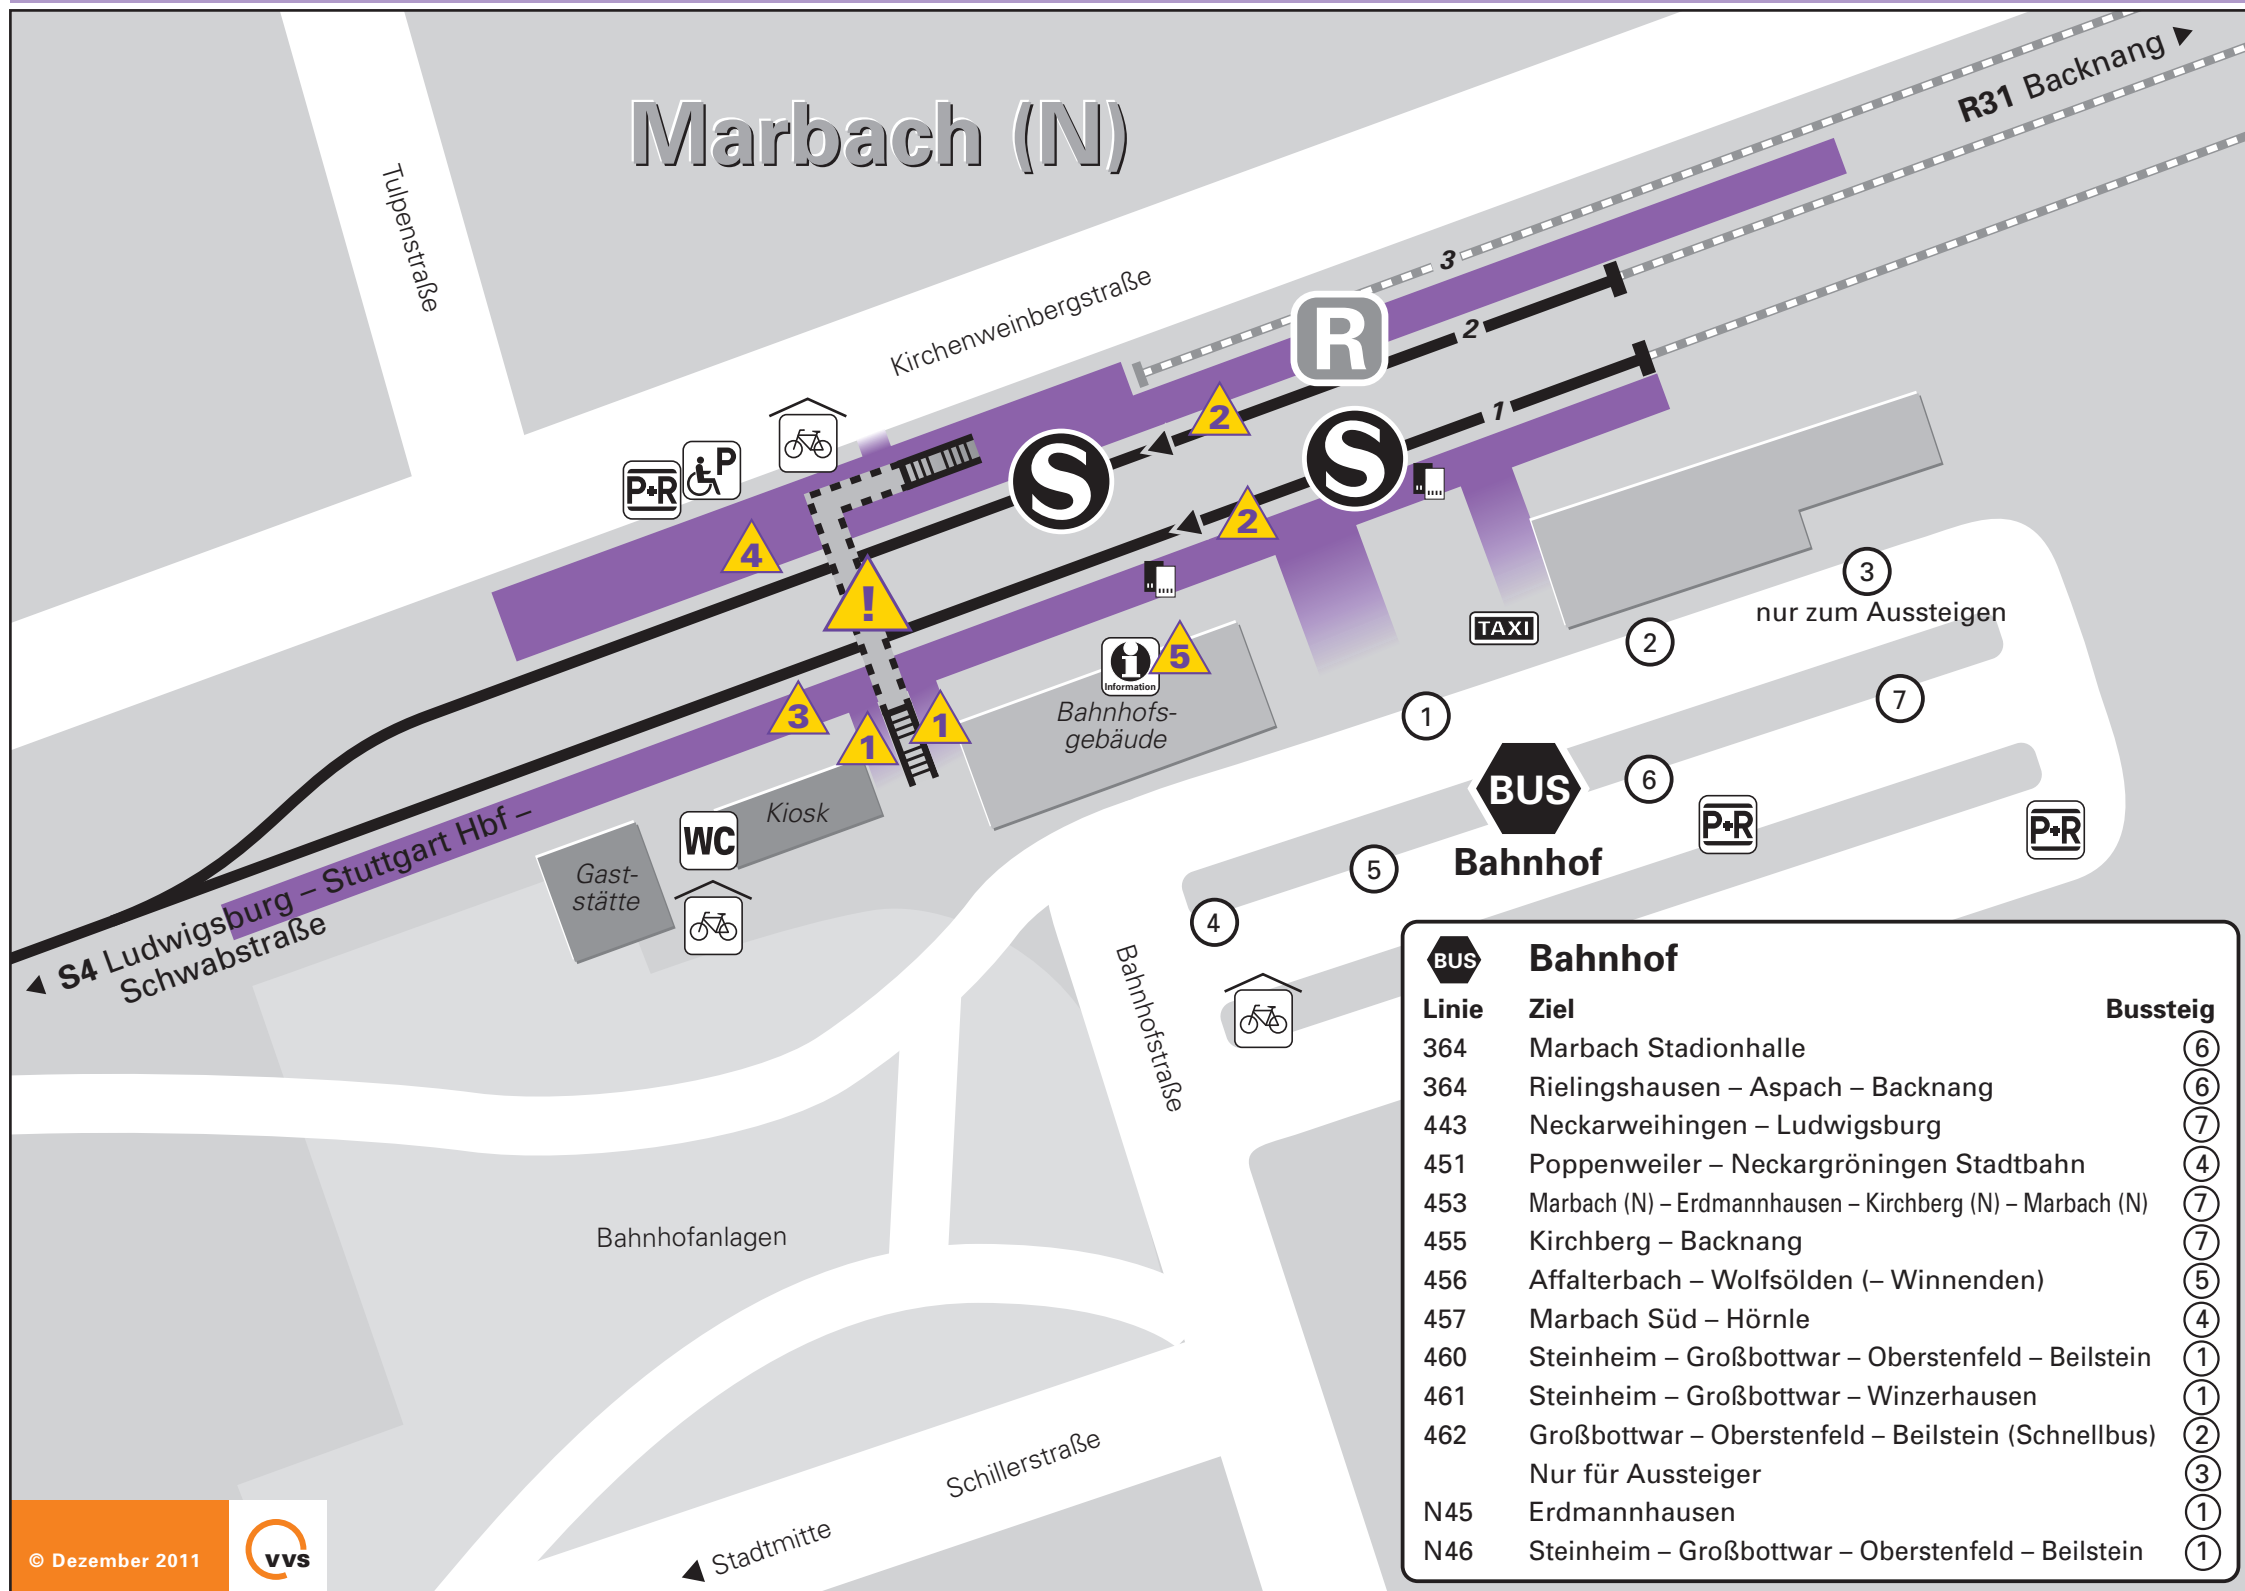 Marbach (N)
R31 Backnang
Tulpenstraße
Kirchenweinbergstraße
3
2
1
R
S
S
2
2
P+R
P
4
!
3
1
1
5
i
Information
Bahnhofs-
gebäude
TAXI
3
nur zum Aussteigen
2
1
7
6
5
4
BUS
Bahnhof
P+R
P+R
Kiosk
WC
Gast-
stätte
S4 Ludwigsburg – Stuttgart Hbf –
Schwabstraße
Bahnhofstraße
Bahnhofanlagen
Schillerstraße
Stadtmitte
BUS Bahnhof
Linie Ziel Bussteig
364 Marbach Stadionhalle 6
364 Rielingshausen – Aspach – Backnang 6
443 Neckarweihingen – Ludwigsburg 7
451 Poppenweiler – Neckargröningen Stadtbahn 4
453 Marbach (N) – Erdmannhausen – Kirchberg (N) – Marbach (N) 7
455 Kirchberg – Backnang 7
456 Affalterbach – Wolfsölden (– Winnenden) 5
457 Marbach Süd – Hörnle 4
460 Steinheim – Großbottwar – Oberstenfeld – Beilstein 1
461 Steinheim – Großbottwar – Winzerhausen 1
462 Großbottwar – Oberstenfeld – Beilstein (Schnellbus) 2
Nur für Aussteiger 3
N45 Erdmannhausen 1
N46 Steinheim – Großbottwar – Oberstenfeld – Beilstein 1
© Dezember 2011
VVS